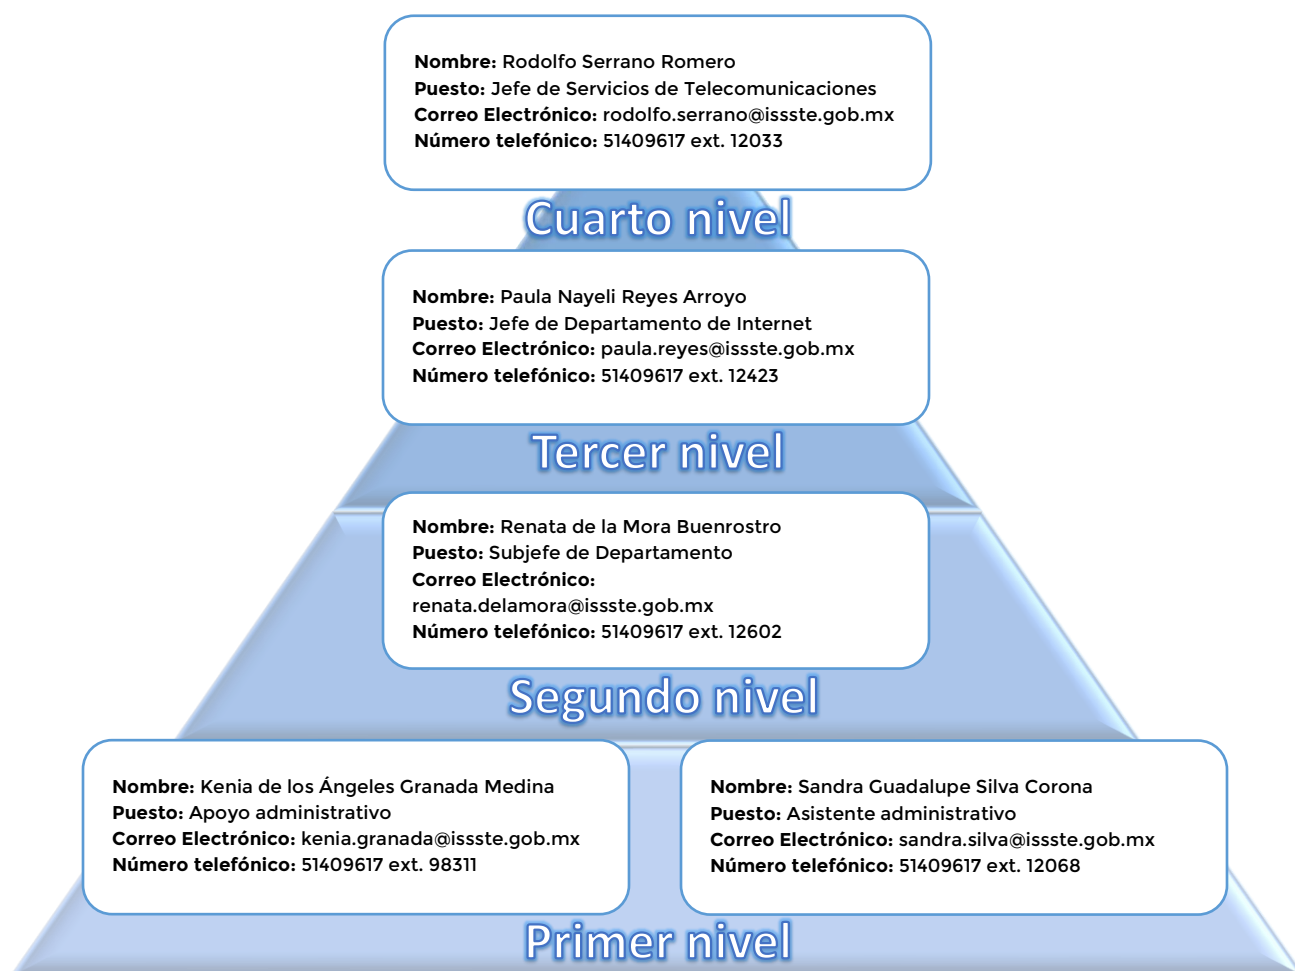 Nombre: Rodolfo Serrano Romero
Puesto: Jefe de Servicios de Telecomunicaciones
Correo Electrónico: rodolfo.serrano@issste.gob.mx
Número telefónico: 51409617 ext. 12033
Cuarto nivel
Nombre: Paula Nayeli Reyes Arroyo
Puesto: Jefe de Departamento de Internet
Correo Electrónico: paula.reyes@issste.gob.mx
Número telefónico: 51409617 ext. 12423
Tercer nivel
Nombre: Renata de la Mora Buenrostro
Puesto: Subjefe de Departamento
Correo Electrónico:
renata.delamora@issste.gob.mx
Número telefónico: 51409617 ext. 12602
Segundo nivel
Nombre: Kenia de los Ángeles Granada Medina
Puesto: Apoyo administrativo
Correo Electrónico: kenia.granada@issste.gob.mx
Número telefónico: 51409617 ext. 98311
Nombre: Sandra Guadalupe Silva Corona
Puesto: Asistente administrativo
Correo Electrónico: sandra.silva@issste.gob.mx
Número telefónico: 51409617 ext. 12068
Primer nivel